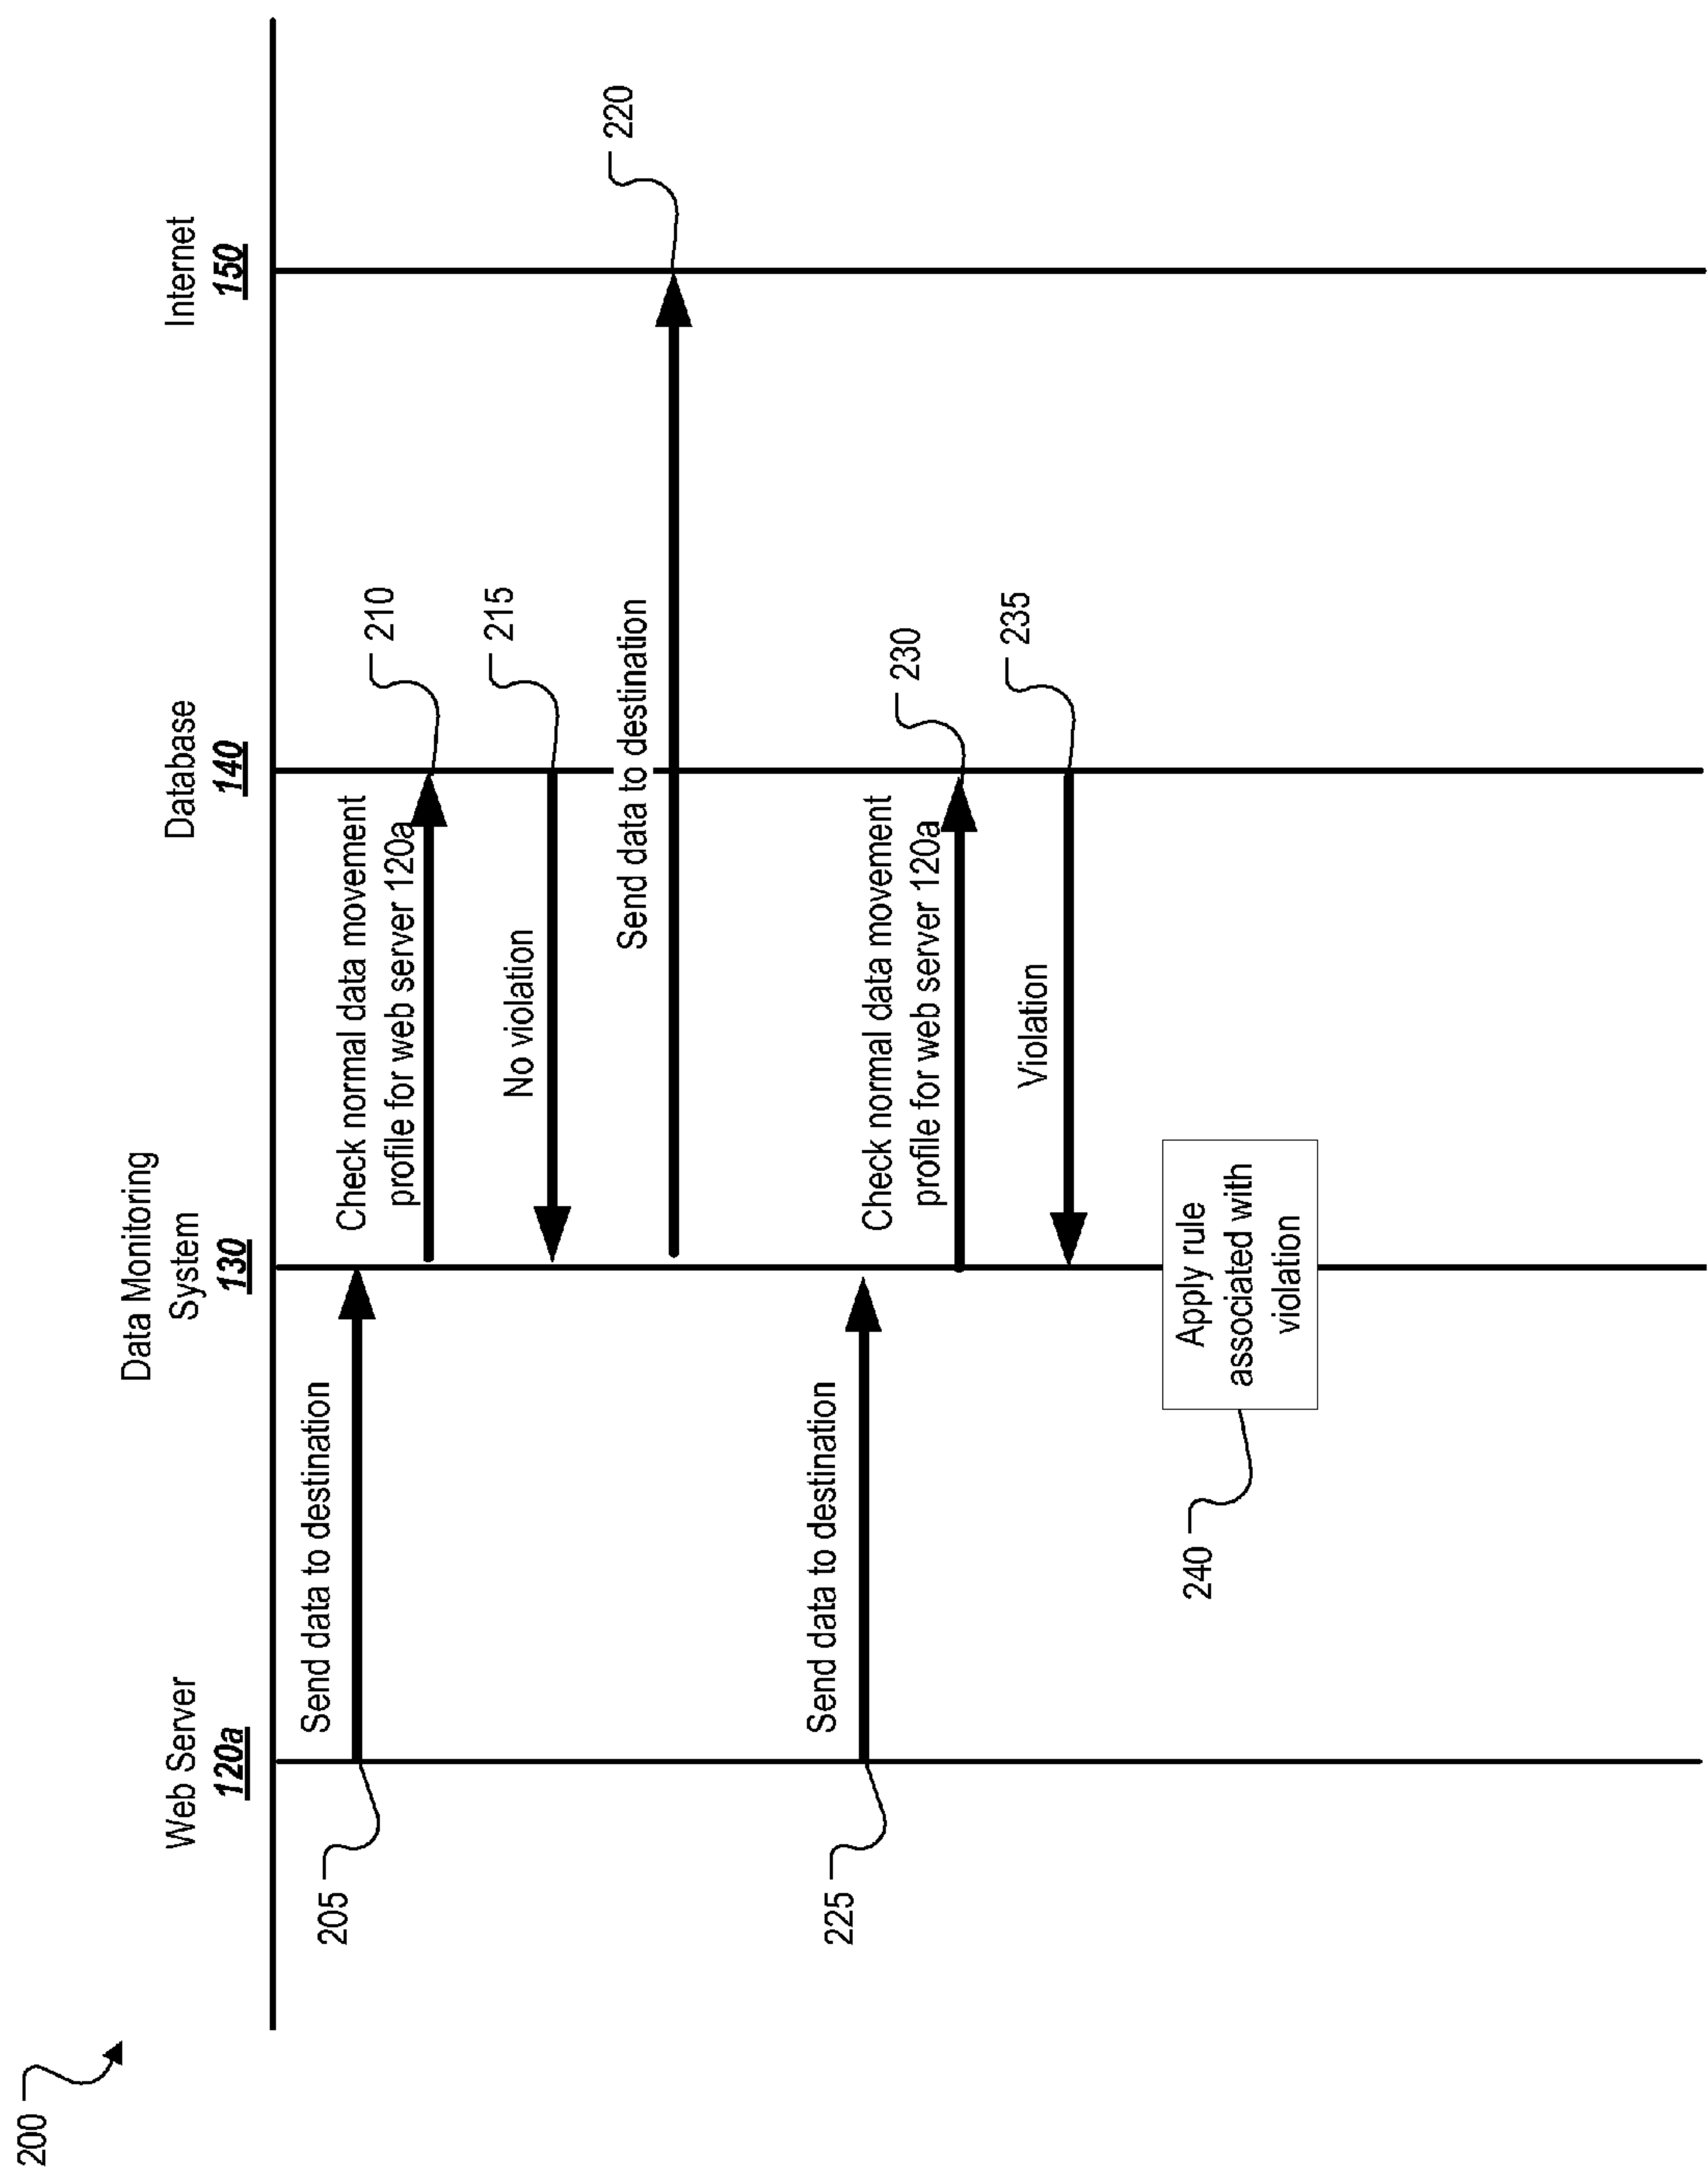 200
Web Server
120a
Data Monitoring
System
130
Database
140
Internet
150
205
Send data to destination
Check normal data movement
profile for web server 120a
210
No violation
215
Send data to destination
220
225
Send data to destination
Check normal data movement
profile for web server 120a
230
Violation
235
240
Apply rule
associated with
violation